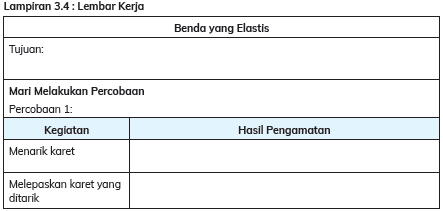 Lampiran 3.4 : Lembar Kerja
Benda yang Elastis
Tujuan:
Mari Melakukan Percobaan
Percobaan 1:
Kegiatan
Hasil Pengamatan
Menarik karet
Melepaskan karet yang
ditarik